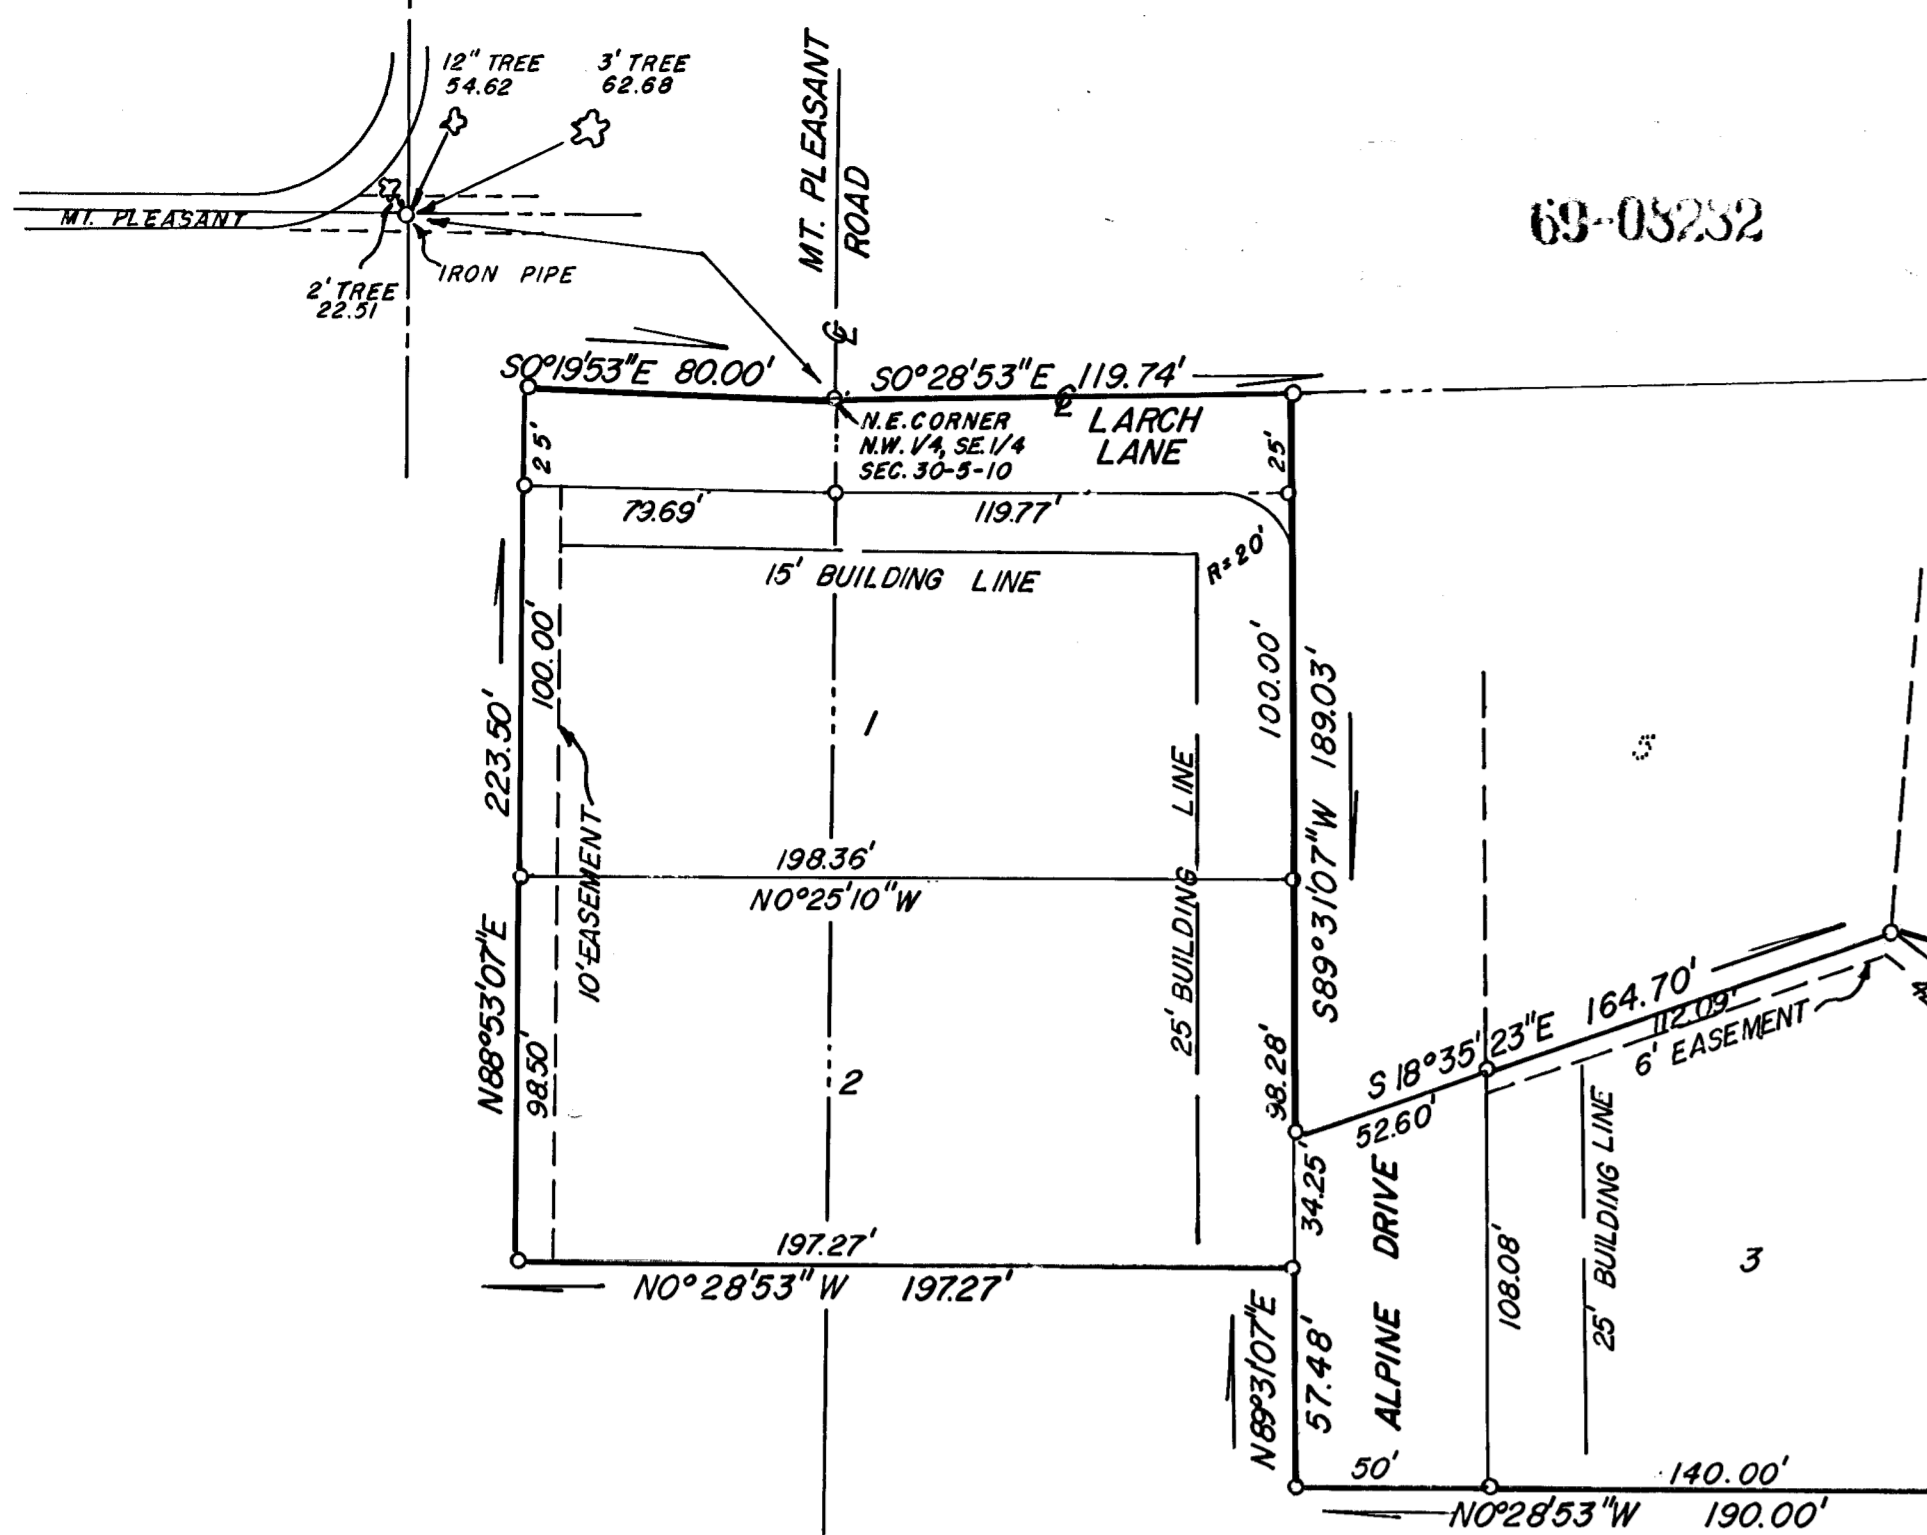 12" TREE
54.62
3' TREE
62.68
MT. PLEASANT
2' TREE
22.51
IRON PIPE
MT. PLEASANT
ROAD
69-08232
S0°19'53"E 80.00'
S0°28'53"E 119.74'
LARCH
LANE
N.E. CORNER
N.W. 1/4, SE. 1/4
SEC. 30-5-10
25'
25'
79.69'
119.77'
R=20'
15' BUILDING LINE
100.00'
100.00'
1
N88°53'07"E 223.50'
S89°31'07"W 189.03'
10' EASEMENT
25' BUILDING LINE
198.36'
N0°25'10"W
98.50'
98.28'
2
S18°35'23"E 164.70'
52.60'
112.09'
6' EASEMENT
34.25'
ALPINE DRIVE
108.08'
25' BUILDING LINE
3
197.27'
N0°28'53"W 197.27'
N89°31'07"E
57.48'
50'
140.00'
N0°28'53"W 190.00'